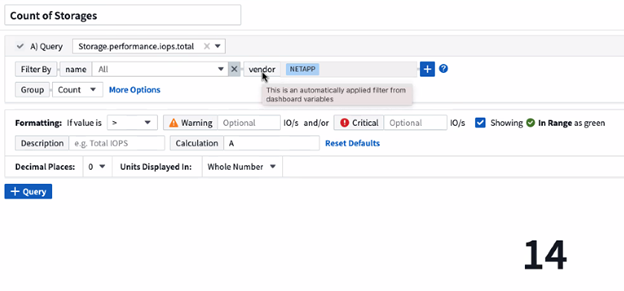 Count of Storages
A) Query Storage.performance.iops.total
Filter By name All vendor NETAPP
This is an automatically applied filter from
dashboard variables
Group Count More Options
Formatting: If value is > Warning Optional IO/s and/or Critical Optional IO/s Showing In Range as green
Description e.g. Total IOPS Calculation A Reset Defaults
Decimal Places: 0 Units Displayed In: Whole Number
+ Query
14